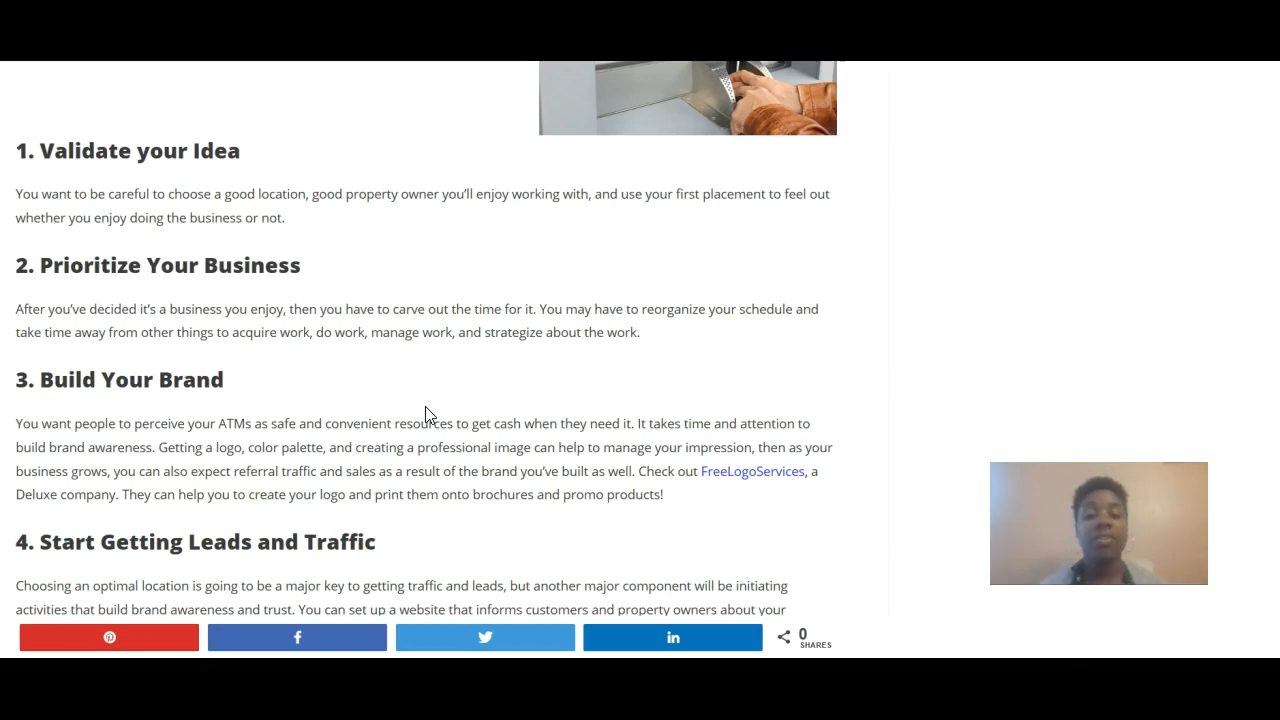 1. Validate your Idea
You want to be careful to choose a good location, good property owner you'll enjoy working with, and use your first placement to feel out
whether you enjoy doing the business or not.
2. Prioritize Your Business
After you've decided it's a business you enjoy, then you have to carve out the time for it. You may have to reorganize your schedule and
take time away from other things to acquire work, do work, manage work, and strategize about the work.
3. Build Your Brand
You want people to perceive your ATMs as safe and convenient resources to get cash when they need it. It takes time and attention to
build brand awareness. Getting a logo, color palette, and creating a professional image can help to manage your impression, then as your
business grows, you can also expect referral traffic and sales as a result of the brand you've built as well. Check out FreeLogoServices, a
Deluxe company. They can help you to create your logo and print them onto brochures and promo products!
4. Start Getting Leads and Traffic
Choosing an optimal location is going to be a major key to getting traffic and leads, but another major component will be initiating
activities that build brand awareness and trust. You can set up a website that informs customers and property owners about your
0
SHARES